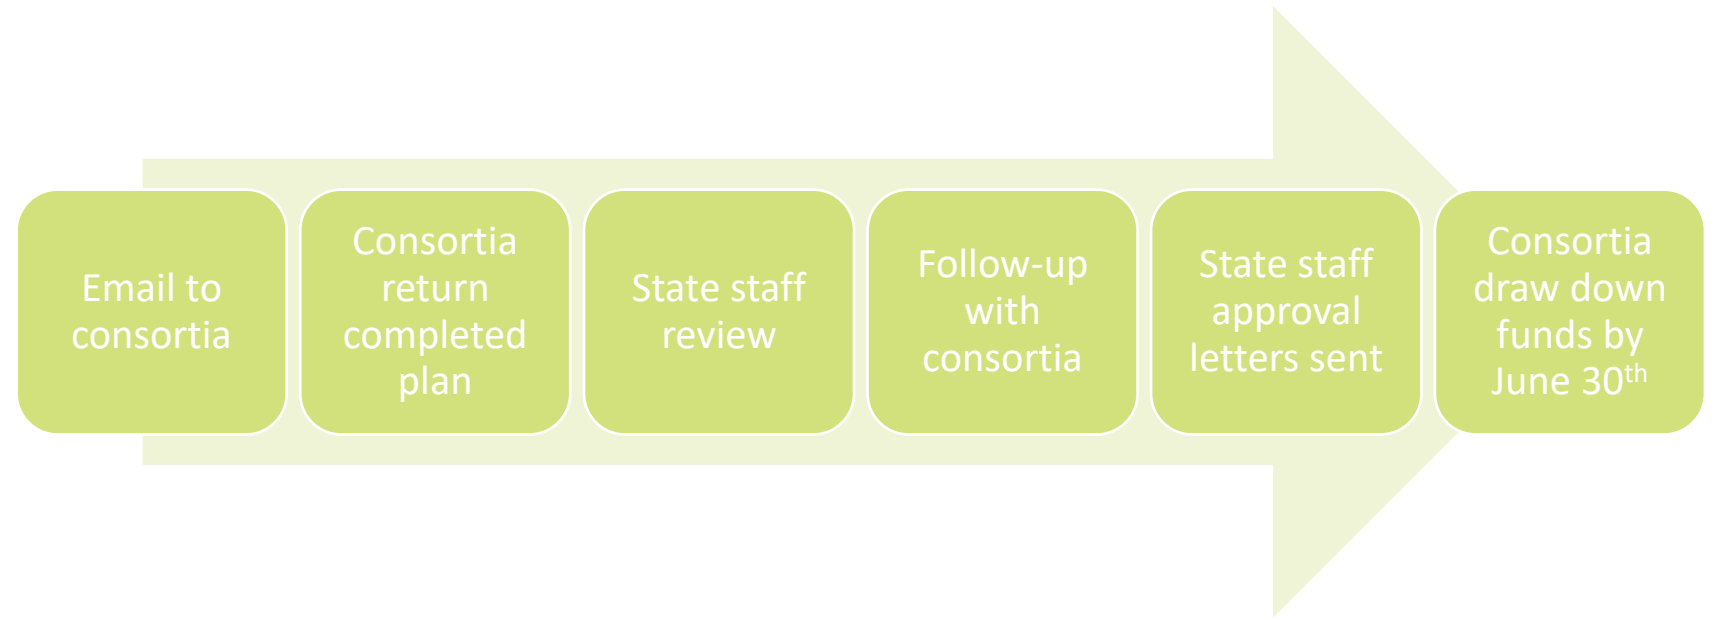 Email to
consortia
Consortia
return
completed
plan
State staff
review
Follow-up
with
consortia
State staff
approval
letters sent
Consortia
draw down
funds by
June 30th